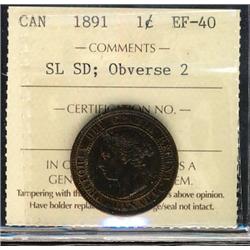 CAN 1891 1¢ EF-40
COMMENTS
SL SD; Obverse 2
CERTIFICATION NO.
IN C S A
GEN EM.
Tampering with th s above opinion.
Have holder repla ge/seal not intact.